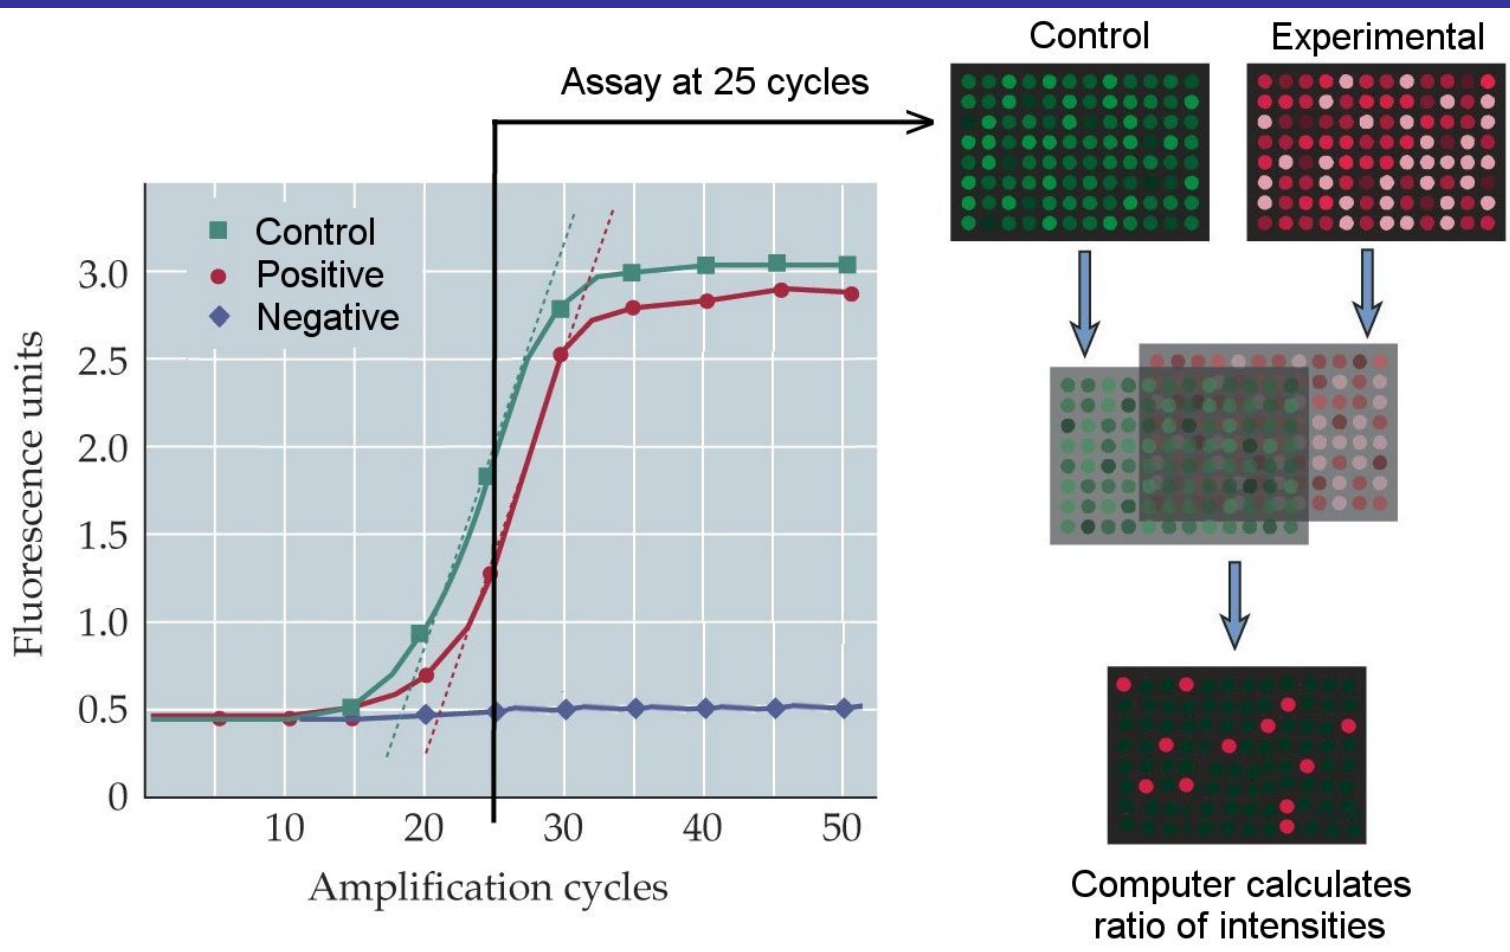 Control
Experimental
Assay at 25 cycles
Control
Positive
Negative
3.0
2.5
2.0
1.5
1.0
0.5
0
Fluorescence units
10
20
30
40
50
Amplification cycles
Computer calculates
ratio of intensities